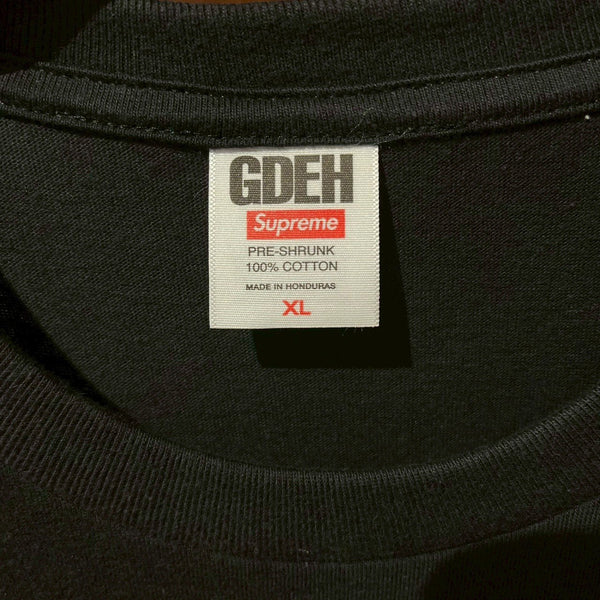 GDEH
Supreme
PRE-SHRUNK
100% COTTON
MADE IN HONDURAS
XL